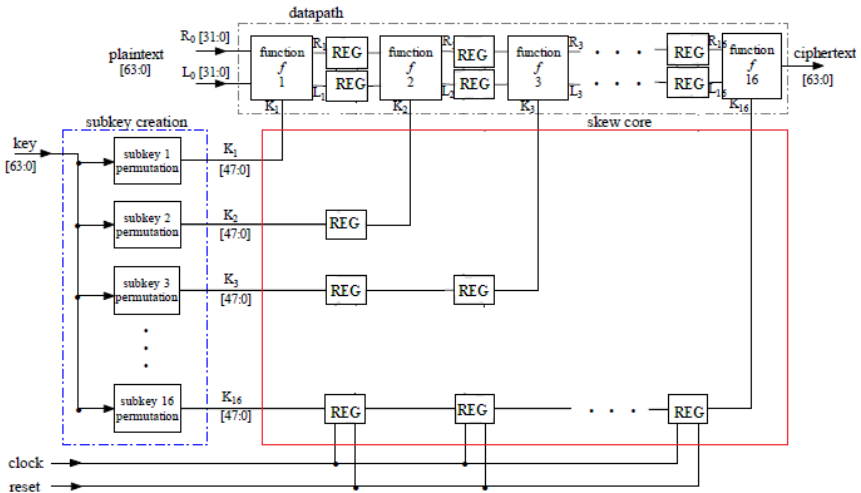 datapath
plaintext
[63:0]
R0 [31:0]
L0 [31:0]
function
f
1
R1
L1
K1
REG
REG
function
f
2
R
L2
K2
REG
REG
function
f
3
R3
L3
K3
. . .
. . .
REG
REG
R16
L16
K16
function
f
16
ciphertext
[63:0]
subkey creation
skew core
key
[63:0]
subkey 1
permutation
K1
[47:0]
subkey 2
permutation
K2
[47:0]
REG
subkey 3
permutation
K3
[47:0]
REG
REG
subkey 16
permutation
K16
[47:0]
REG
REG
. . .
REG
clock
reset